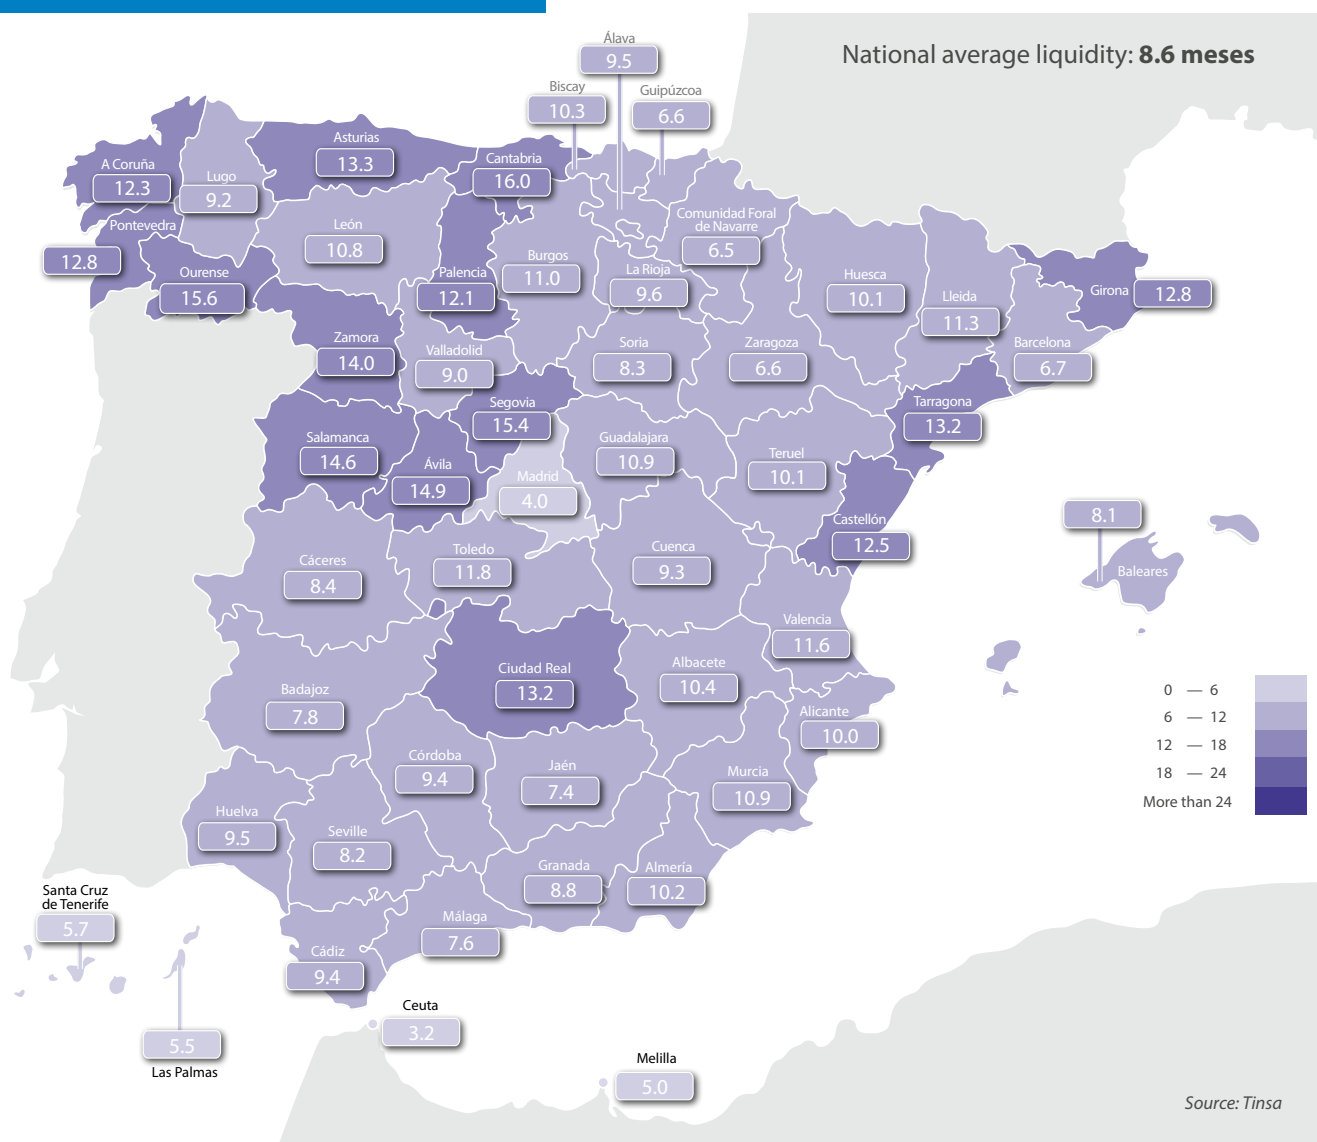 National average liquidity: 8.6 meses
Álava
9.5
Biscay
10.3
Guipúzcoa
6.6
A Coruña
12.3
Lugo
9.2
Asturias
13.3
Cantabria
16.0
Pontevedra
12.8
Ourense
15.6
León
10.8
Palencia
12.1
Burgos
11.0
La Rioja
9.6
Comunidad Foral
de Navarre
6.5
Huesca
10.1
Lleida
11.3
Girona
12.8
Barcelona
6.7
Zamora
14.0
Valladolid
9.0
Soria
8.3
Zaragoza
6.6
Tarragona
13.2
Segovia
15.4
Salamanca
14.6
Ávila
14.9
Madrid
4.0
Guadalajara
10.9
Teruel
10.1
Castellón
12.5
8.1
Baleares
Cáceres
8.4
Toledo
11.8
Cuenca
9.3
Valencia
11.6
Badajoz
7.8
Ciudad Real
13.2
Albacete
10.4
Alicante
10.0
Córdoba
9.4
Jaén
7.4
Murcia
10.9
Huelva
9.5
Seville
8.2
Granada
8.8
Almería
10.2
Málaga
7.6
Cádiz
9.4
Santa Cruz
de Tenerife
5.7
5.5
Las Palmas
Ceuta
3.2
Melilla
5.0
0 — 6
6 — 12
12 — 18
18 — 24
More than 24
Source: Tinsa